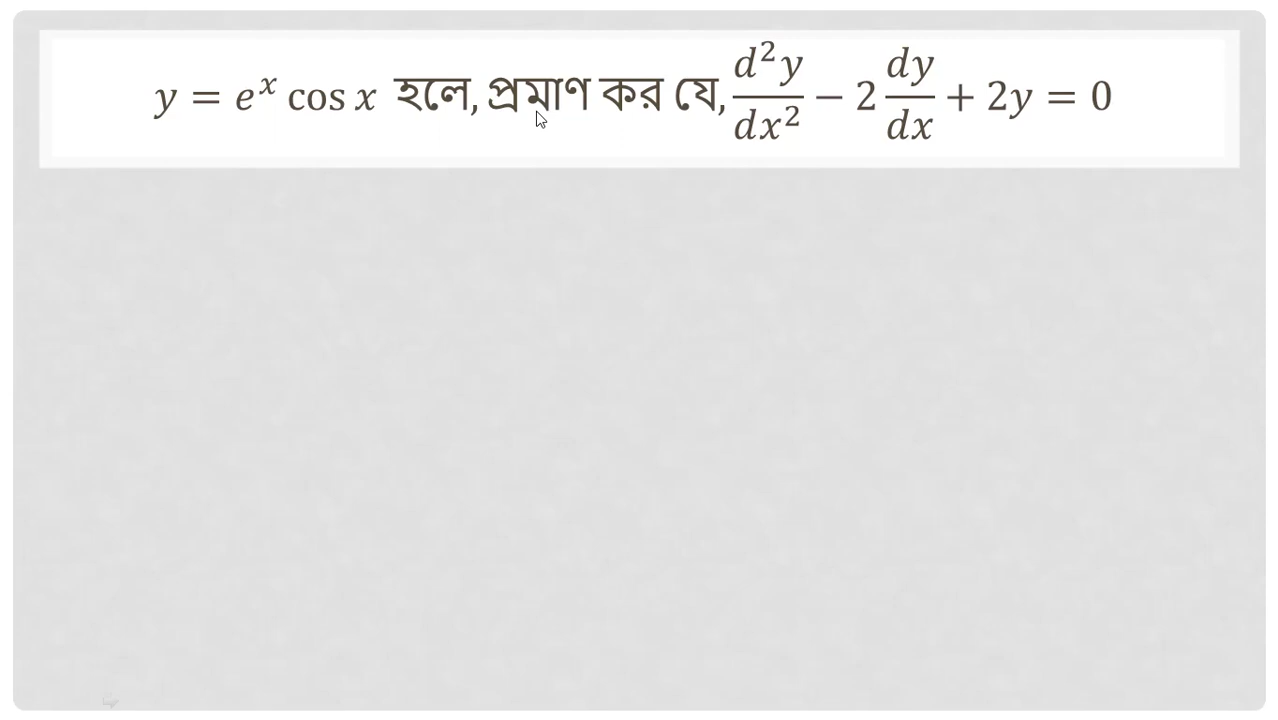 y = e^x cos x হলে, প্রমাণ কর যে, d²y/dx² − 2 dy/dx + 2y = 0